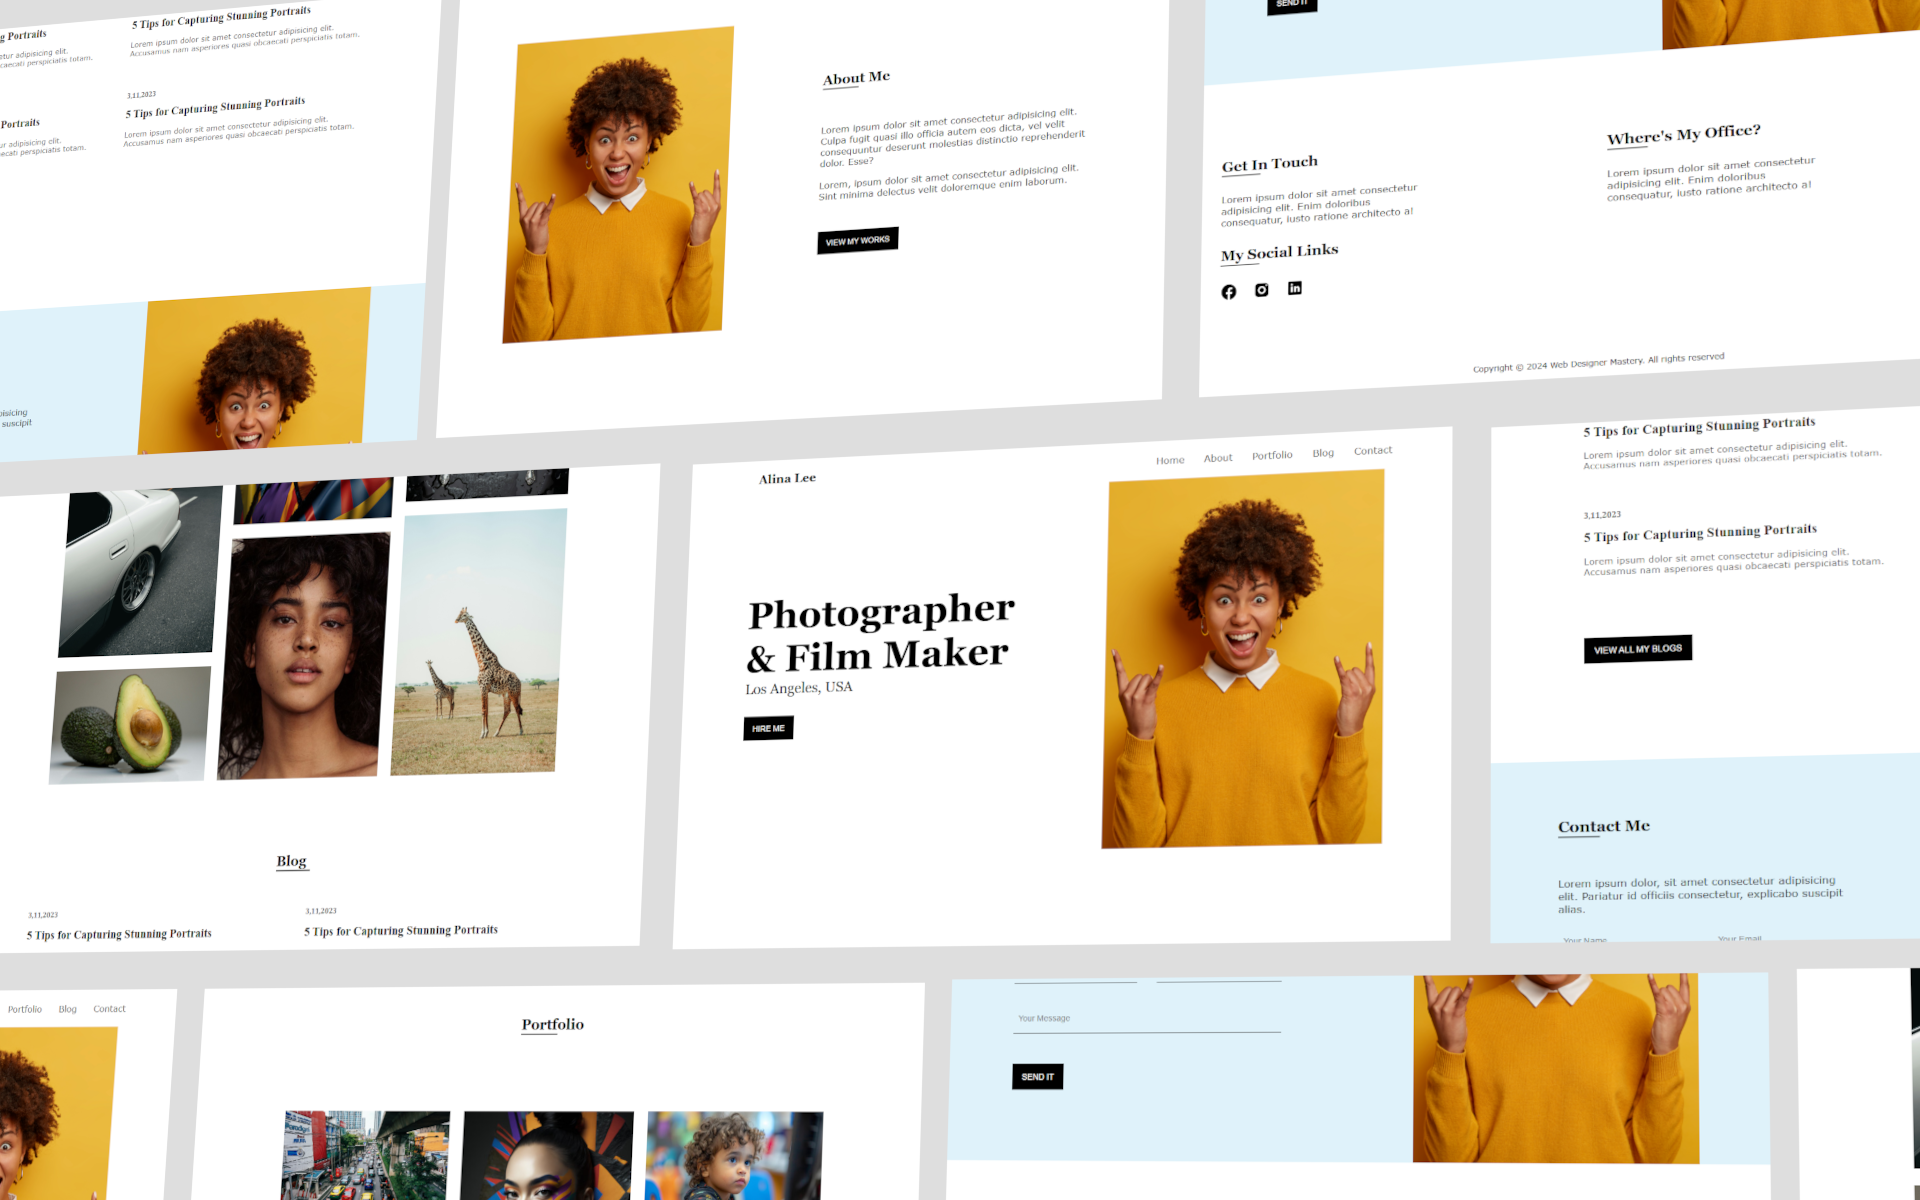 g Portraits
tur adipisicing elit.
caecati perspiciatis totam.
Portraits
ur adipisicing elit.
ecati perspiciatis totam.
5 Tips for Capturing Stunning Portraits
Lorem ipsum dolor sit amet consectetur adipisicing elit.
Accusamus nam asperiores quasi obcaecati perspiciatis totam.
3,11,2023
5 Tips for Capturing Stunning Portraits
Lorem ipsum dolor sit amet consectetur adipisicing elit.
Accusamus nam asperiores quasi obcaecati perspiciatis totam.
pisicing
suscipit
About Me
Lorem ipsum dolor sit amet consectetur adipisicing elit.
Culpa fugit quasi illo officia autem eos dicta, vel velit
consequuntur deserunt molestias distinctio reprehenderit
dolor. Esse?
Lorem, ipsum dolor sit amet consectetur adipisicing elit.
Sint minima delectus velit doloremque enim laborum.
VIEW MY WORKS
SEND IT
Get In Touch
Lorem ipsum dolor sit amet consectetur
adipisicing elit. Enim doloribus
consequatur, iusto ratione architecto a!
My Social Links
Where's My Office?
Lorem ipsum dolor sit amet consectetur
adipisicing elit. Enim doloribus
consequatur, iusto ratione architecto a!
Copyright © 2024 Web Designer Mastery. All rights reserved
Blog
3,11,2023
5 Tips for Capturing Stunning Portraits
3,11,2023
5 Tips for Capturing Stunning Portraits
Alina Lee
Home About Portfolio Blog Contact
Photographer
& Film Maker
Los Angeles, USA
HIRE ME
5 Tips for Capturing Stunning Portraits
Lorem ipsum dolor sit amet consectetur adipisicing elit.
Accusamus nam asperiores quasi obcaecati perspiciatis totam.
3,11,2023
5 Tips for Capturing Stunning Portraits
Lorem ipsum dolor sit amet consectetur adipisicing elit.
Accusamus nam asperiores quasi obcaecati perspiciatis totam.
VIEW ALL MY BLOGS
Contact Me
Lorem ipsum dolor, sit amet consectetur adipisicing
elit. Pariatur id officiis consectetur, explicabo suscipit
alias.
Your Name Your Email
Portfolio Blog Contact
Portfolio
Your Message
SEND IT